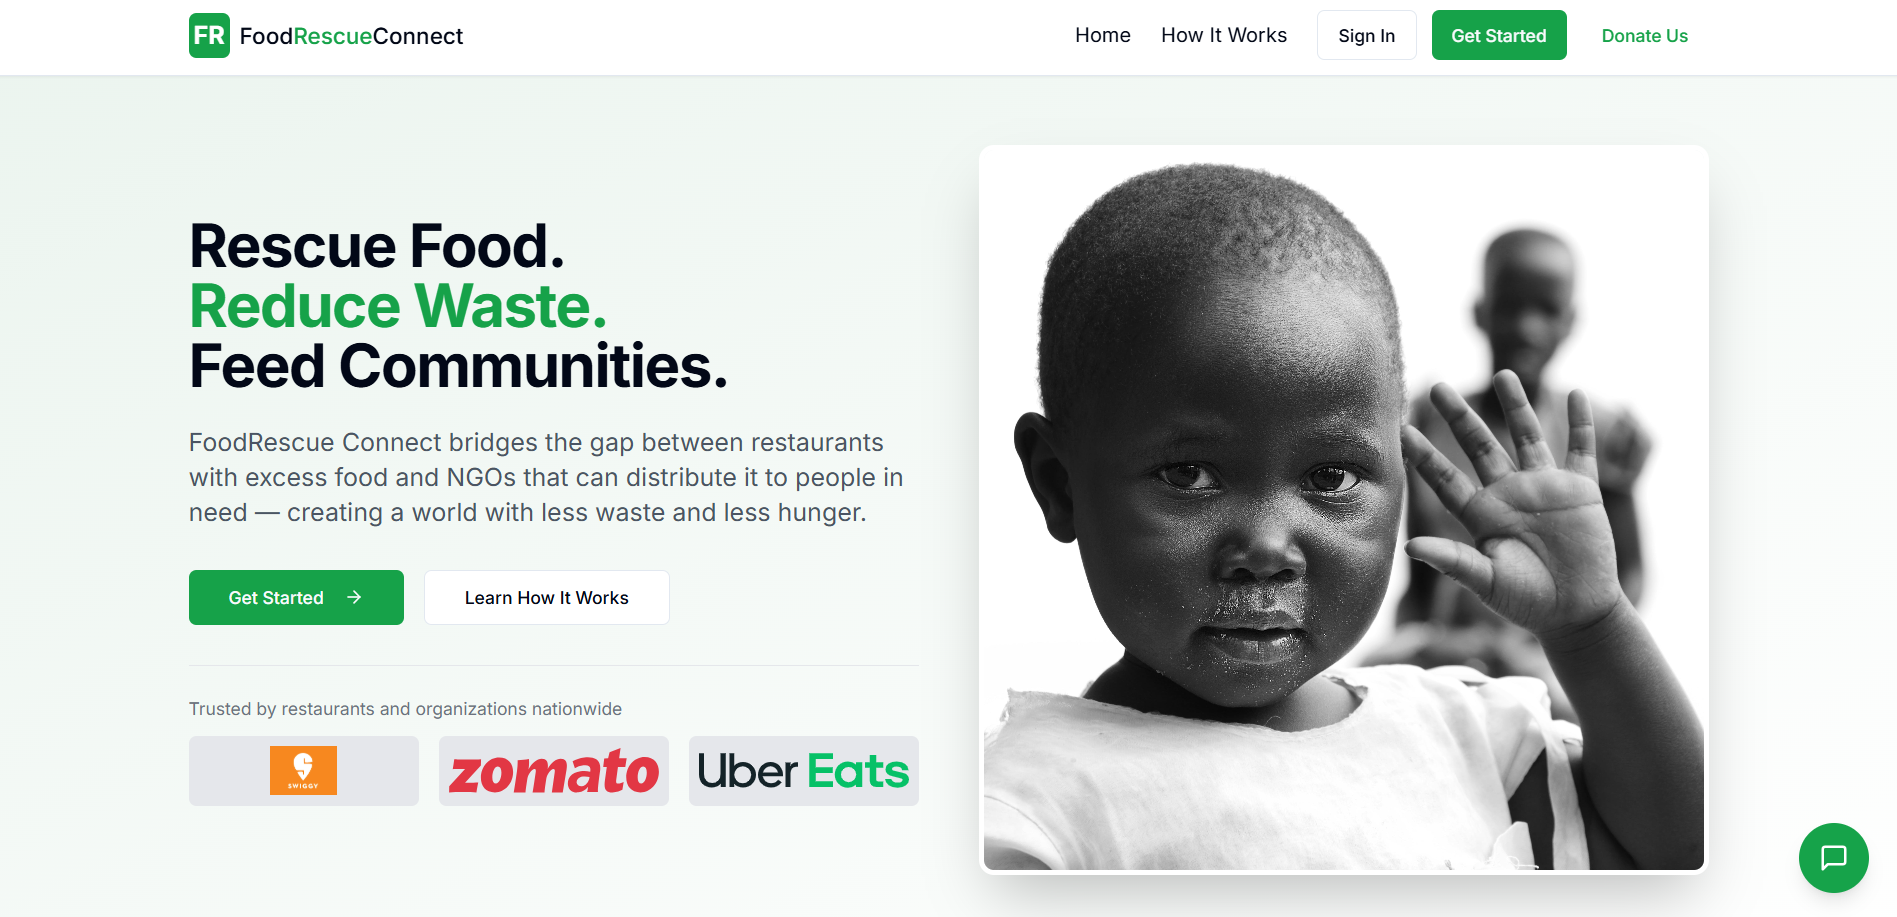 FR FoodRescueConnect
Home
How It Works
Sign In
Get Started
Donate Us
Rescue Food.
Reduce Waste.
Feed Communities.
FoodRescue Connect bridges the gap between restaurants
with excess food and NGOs that can distribute it to people in
need — creating a world with less waste and less hunger.
Get Started →
Learn How It Works
Trusted by restaurants and organizations nationwide
SWIGGY
zomato
Uber Eats